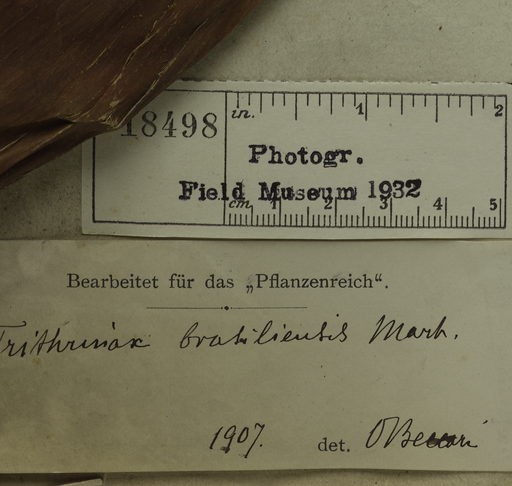 18498
in. 1 2
Photogr.
Field Museum 1932
cm 1 2 3 4 5
Bearbeitet für das „Pflanzenreich“.
Trithrinax brasiliensis Mart.
1907. det. OBeccari